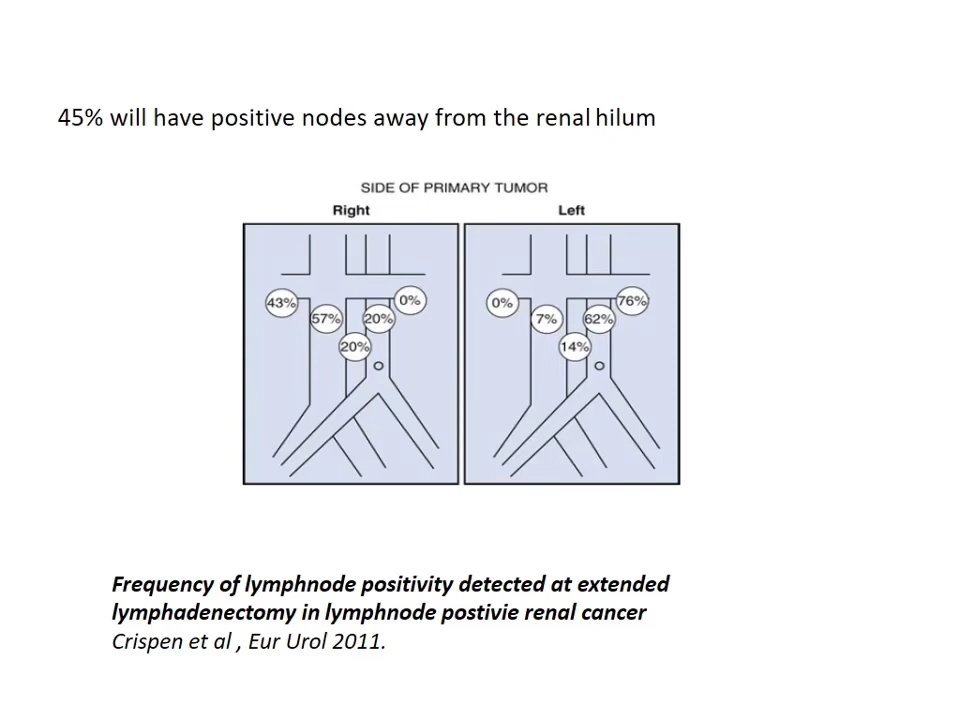 45% will have positive nodes away from the renal hilum
SIDE OF PRIMARY TUMOR
Right
Left
43%
57%
20%
20%
0%
0%
7%
14%
62%
76%
Frequency of lymphnode positivity detected at extended
lymphadenectomy in lymphnode postivie renal cancer
Crispen et al , Eur Urol 2011.